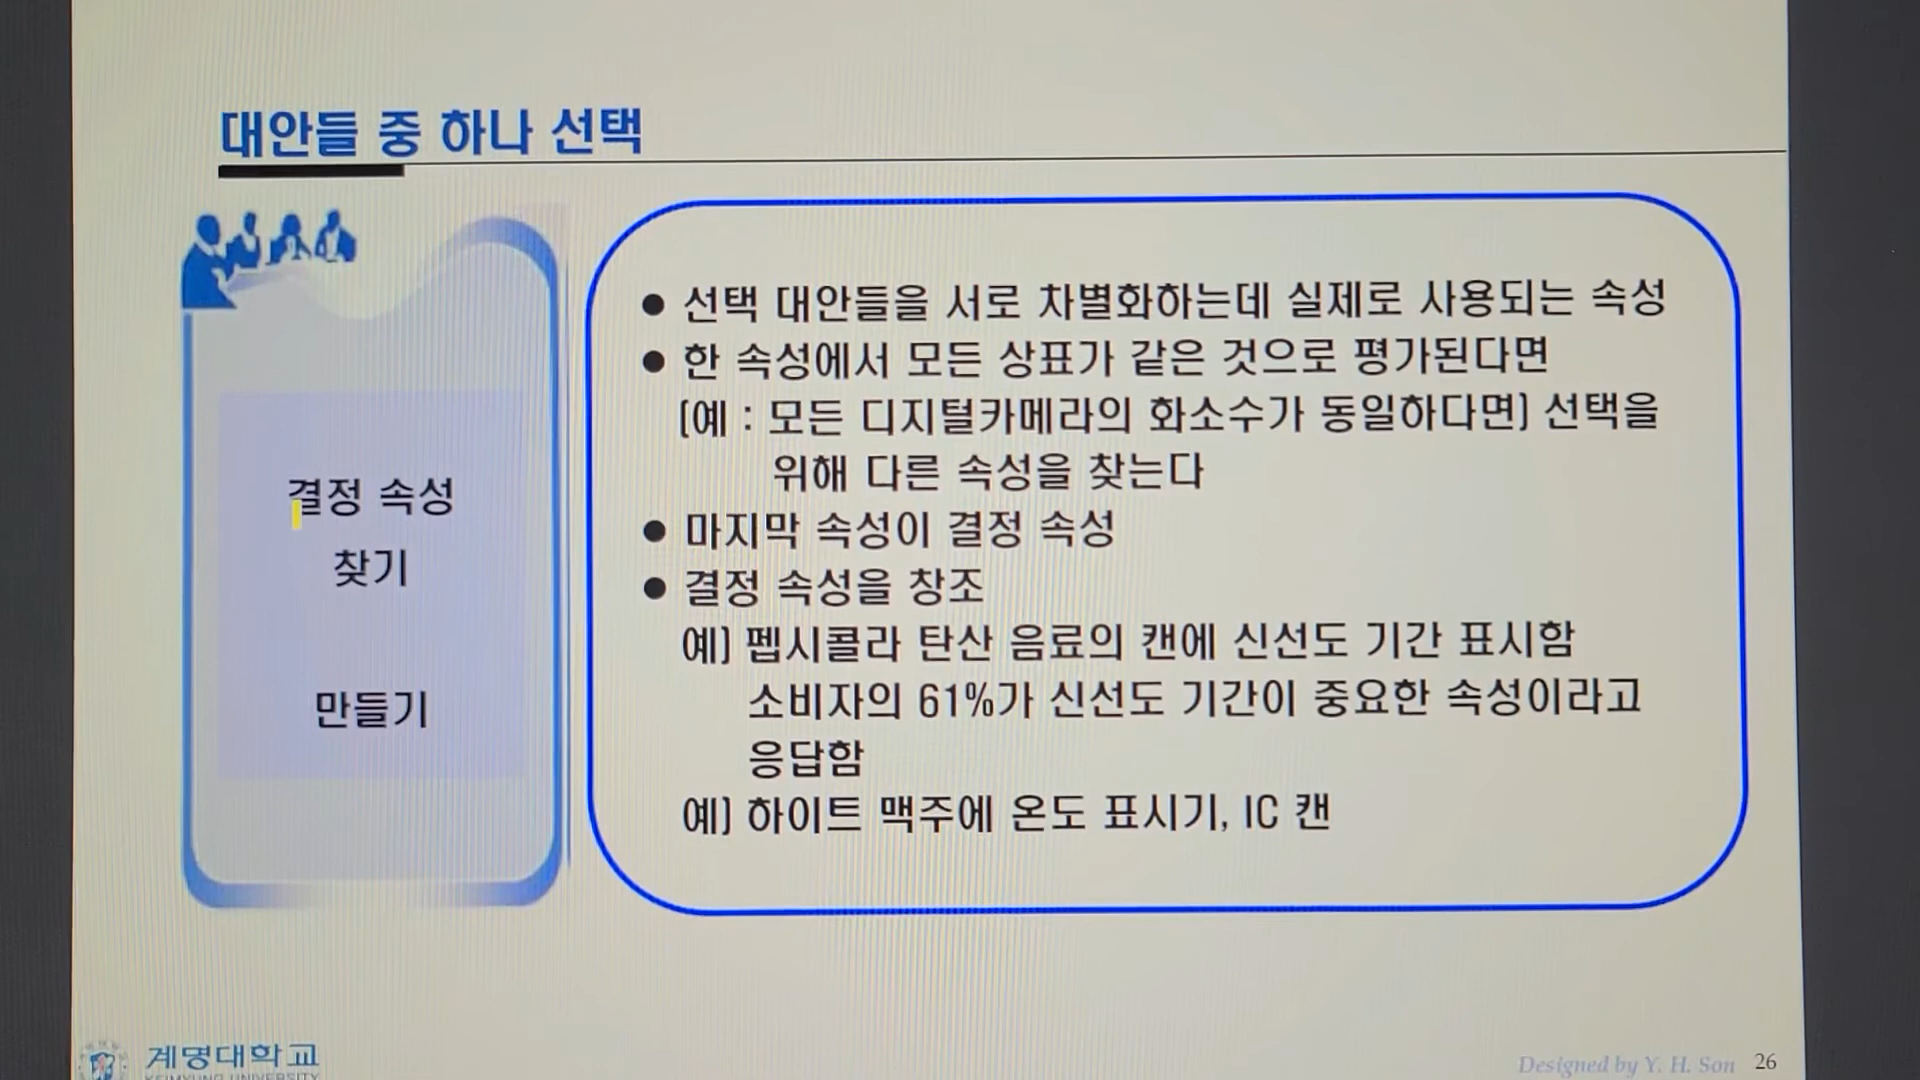 대안들 중 하나 선택
결정 속성
찾기
만들기
● 선택 대안들을 서로 차별화하는데 실제로 사용되는 속성
● 한 속성에서 모든 상표가 같은 것으로 평가된다면
(예 : 모든 디지털카메라의 화소수가 동일하다면) 선택을
위해 다른 속성을 찾는다
● 마지막 속성이 결정 속성
● 결정 속성을 창조
예) 펩시콜라 탄산 음료의 캔에 신선도 기간 표시함
소비자의 61%가 신선도 기간이 중요한 속성이라고
응답함
예) 하이트 맥주에 온도 표시기, IC 캔
계명대학교
KEIMYUNG UNIVERSITY
Designed by Y. H. Son 26